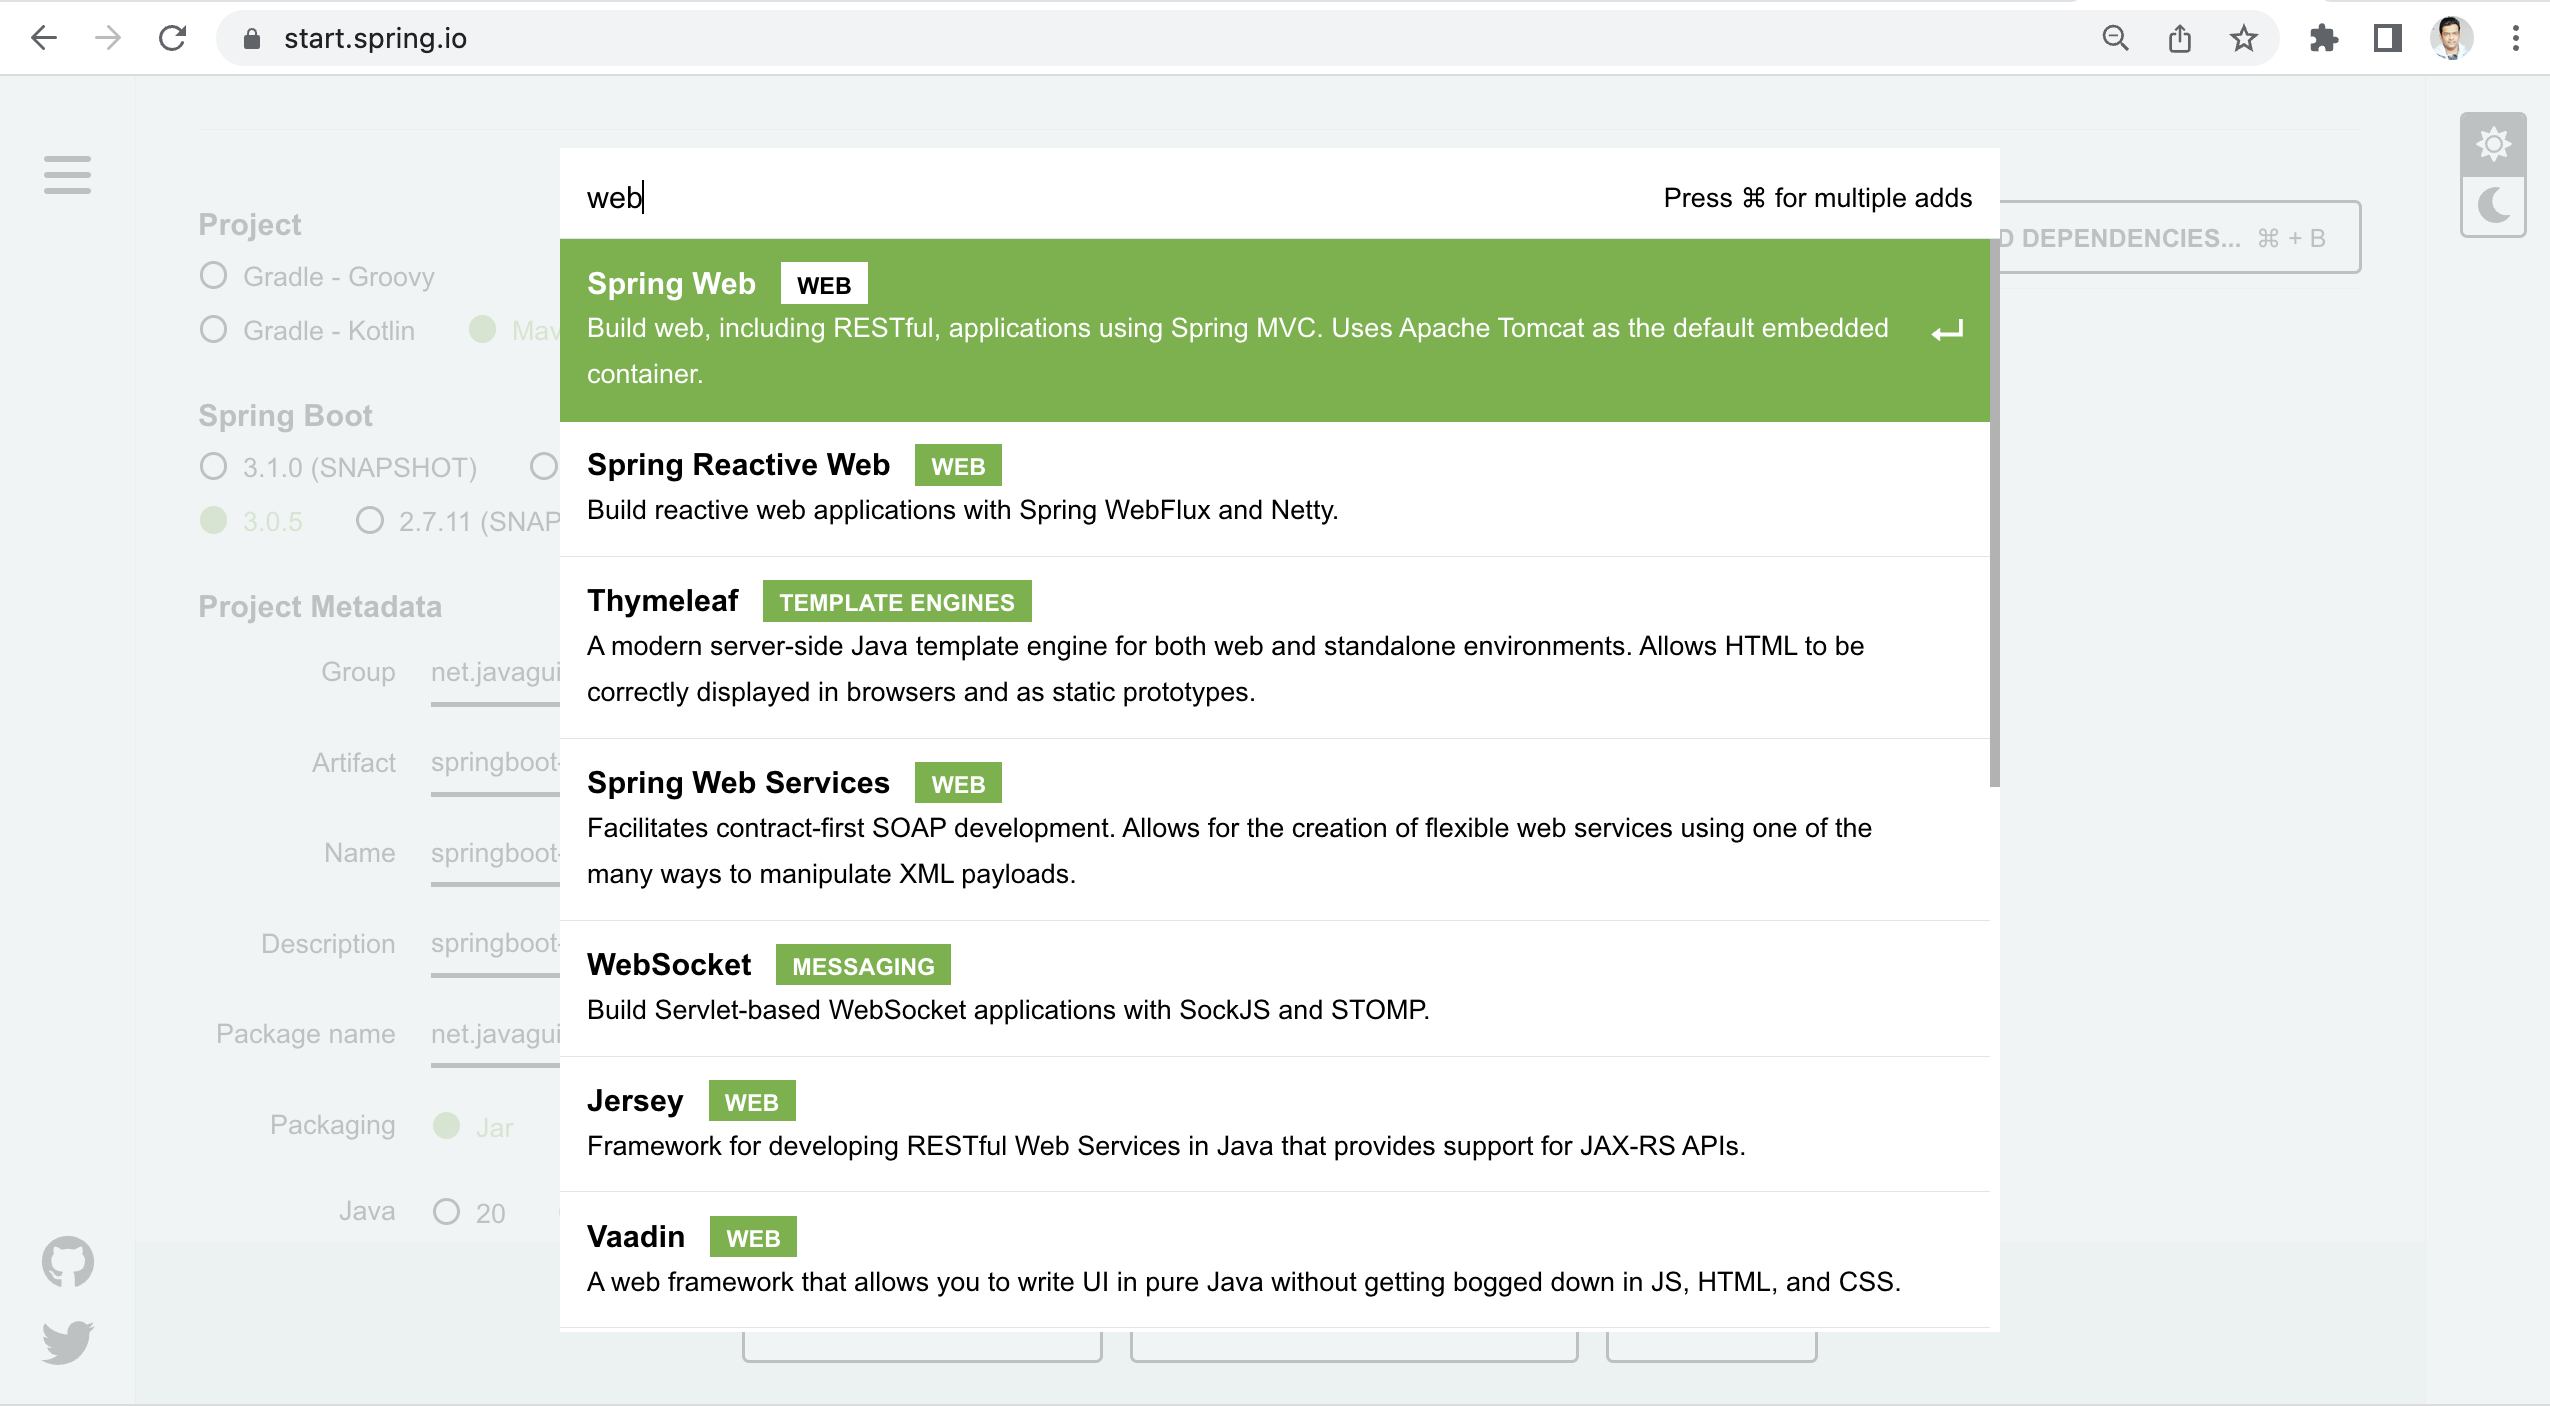 start.spring.io
web
Press ⌘ for multiple adds
D DEPENDENCIES... ⌘ + B
Project
Gradle - Groovy
Gradle - Kotlin Mav
Spring Boot
3.1.0 (SNAPSHOT)
3.0.5 2.7.11 (SNAP
Project Metadata
Group net.javagui
Artifact springboot-
Name springboot-
Description springboot-
Package name net.javagui
Packaging Jar
Java 20
Spring Web WEB
Build web, including RESTful, applications using Spring MVC. Uses Apache Tomcat as the default embedded
container.
Spring Reactive Web WEB
Build reactive web applications with Spring WebFlux and Netty.
Thymeleaf TEMPLATE ENGINES
A modern server-side Java template engine for both web and standalone environments. Allows HTML to be
correctly displayed in browsers and as static prototypes.
Spring Web Services WEB
Facilitates contract-first SOAP development. Allows for the creation of flexible web services using one of the
many ways to manipulate XML payloads.
WebSocket MESSAGING
Build Servlet-based WebSocket applications with SockJS and STOMP.
Jersey WEB
Framework for developing RESTful Web Services in Java that provides support for JAX-RS APIs.
Vaadin WEB
A web framework that allows you to write UI in pure Java without getting bogged down in JS, HTML, and CSS.